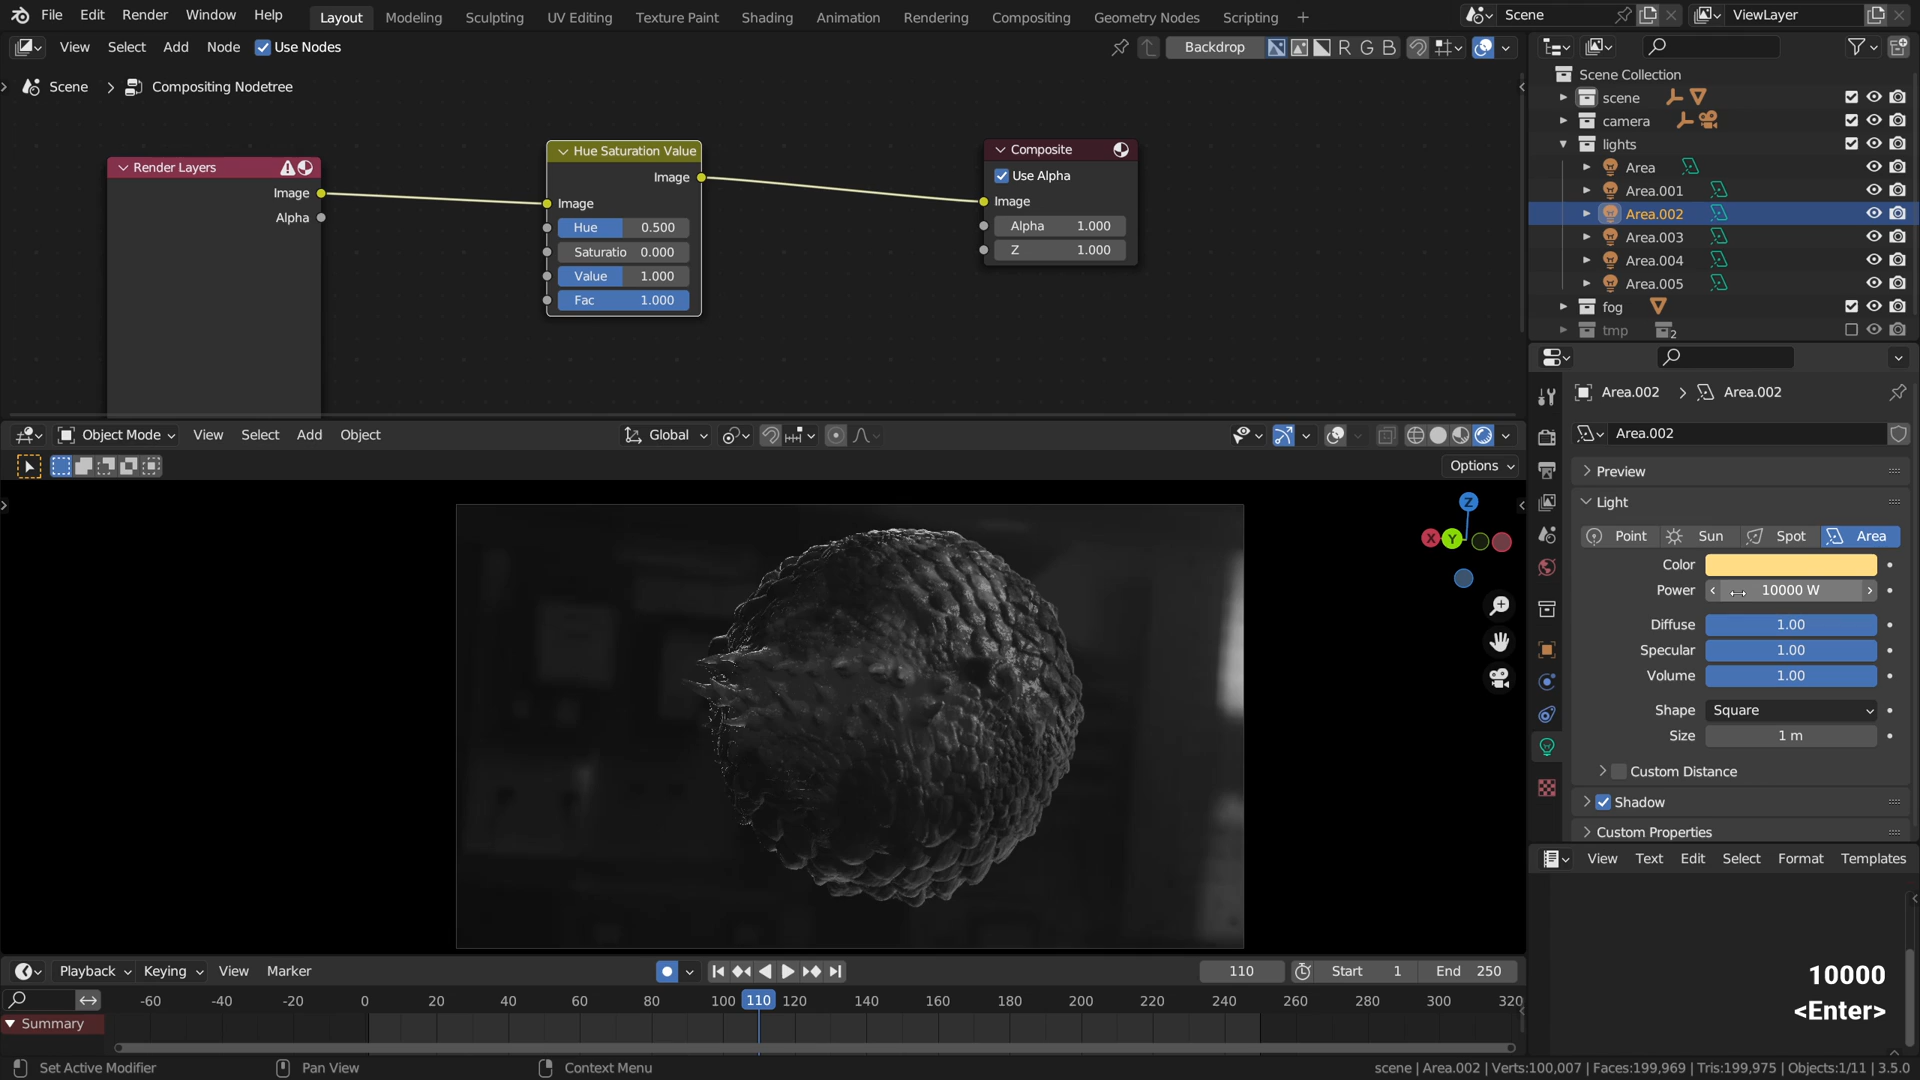 File Edit Render Window Help Layout Modeling Sculpting UV Editing Texture Paint Shading Animation Rendering Compositing Geometry Nodes Scripting + Scene ViewLayer
View Select Add Node Use Nodes Backdrop R G B
Scene > Compositing Nodetree
Scene Collection
scene
camera
lights
Area
Area.001
Area.002
Area.003
Area.004
Area.005
fog
tmp 2
Render Layers
Image
Alpha
Hue Saturation Value
Image
Image
Hue 0.500
Saturatio 0.000
Value 1.000
Fac 1.000
Composite
Use Alpha
Image
Alpha 1.000
Z 1.000
Area.002 > Area.002
Area.002
Preview
Light
Point Sun Spot Area
Color
Power 10000 W
Diffuse 1.00
Specular 1.00
Volume 1.00
Shape Square
Size 1 m
Custom Distance
Shadow
Custom Properties
Object Mode View Select Add Object Global
Options
Z
X Y
View Text Edit Select Format Templates
10000
<Enter>
Playback Keying View Marker 110 Start 1 End 250
-60 -40 -20 0 20 40 60 80 100 110 120 140 160 180 200 220 240 260 280 300 320
Summary
Set Active Modifier Pan View Context Menu scene | Area.002 | Verts:100,007 | Faces:199,969 | Tris:199,975 | Objects:1/11 | 3.5.0